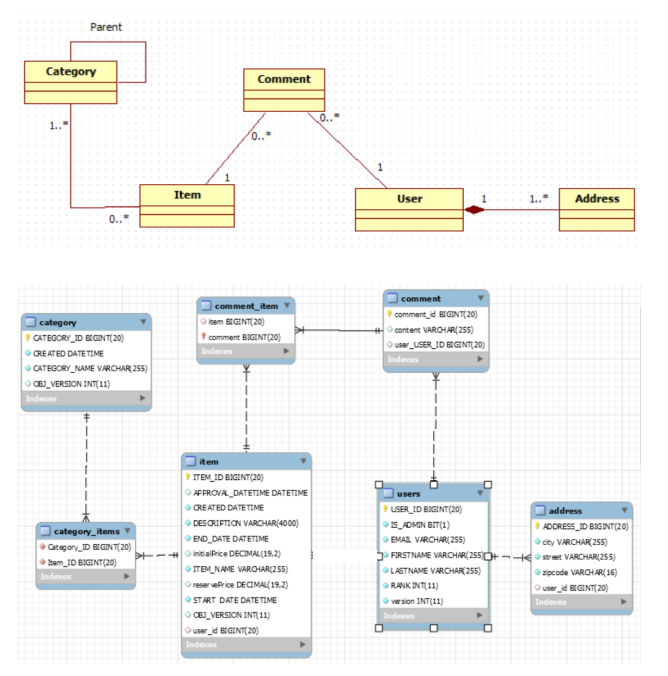 Parent
Category
Comment
1..*
0..*
0..*
1
1
Item
0..*
User
1
1..*
Address
category
CATEGORY_ID BIGINT(20)
CREATED DATETIME
CATEGORY_NAME VARCHAR(255)
OBJ_VERSION INT(11)
Indexes
comment_item
item BIGINT(20)
comment BIGINT(20)
Indexes
comment
comment_id BIGINT(20)
content VARCHAR(255)
user_USER_ID BIGINT(20)
Indexes
category_items
Category_ID BIGINT(20)
Item_ID BIGINT(20)
Indexes
item
ITEM_ID BIGINT(20)
APPROVAL_DATETIME DATETIME
CREATED DATETIME
DESCRIPTION VARCHAR(4000)
END_DATE DATETIME
initialPrice DECIMAL(19,2)
ITEM_NAME VARCHAR(255)
reservePrice DECIMAL(19,2)
START_DATE DATETIME
OBJ_VERSION INT(11)
user_id BIGINT(20)
Indexes
users
USER_ID BIGINT(20)
IS_ADMIN BIT(1)
EMAIL VARCHAR(255)
FIRSTNAME VARCHAR(255)
LASTNAME VARCHAR(255)
RANK INT(11)
version INT(11)
Indexes
address
ADDRESS_ID BIGINT(20)
city VARCHAR(255)
street VARCHAR(255)
zipcode VARCHAR(16)
user_id BIGINT(20)
Indexes